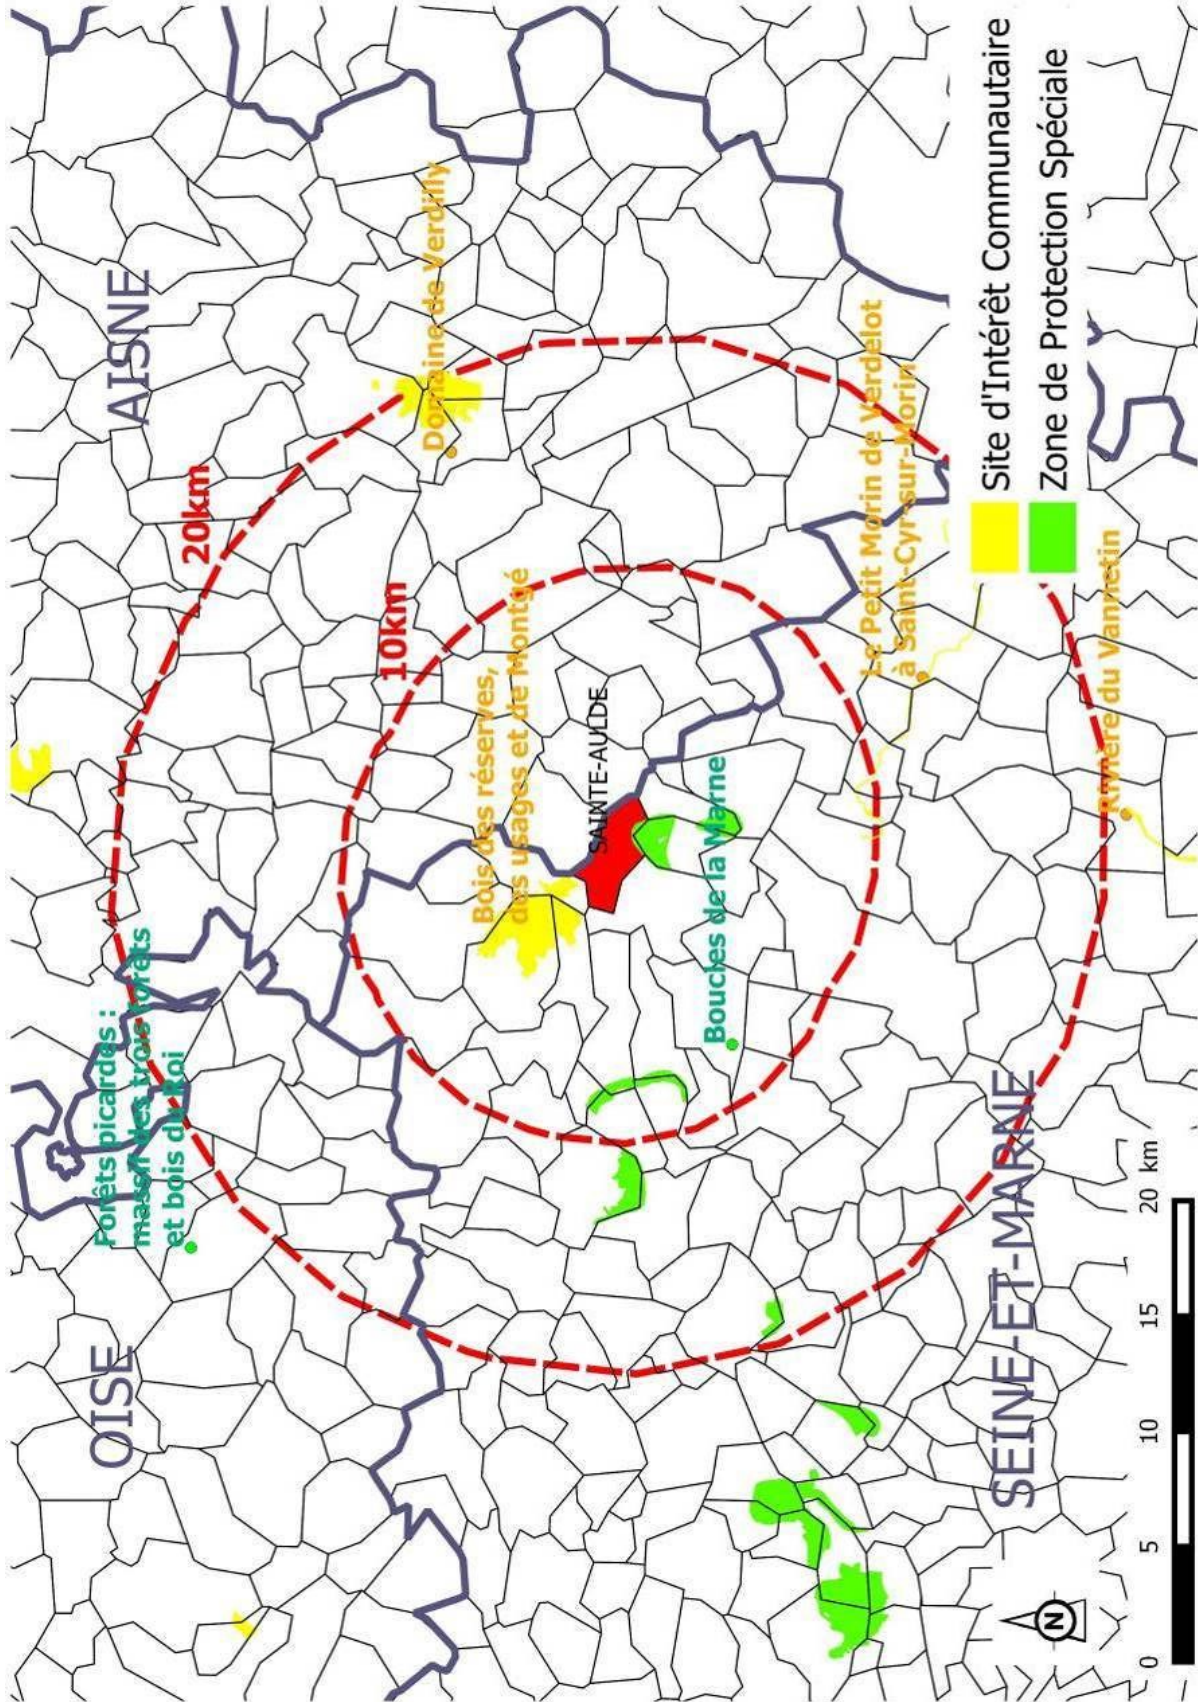 OISE
AISNE
Forêts picardes :
massif des trois forêts
et bois du Roi
20km
10km
Domaine de Verdilly
Bois des réserves,
des usages et de Montgé
SAINTE-AULDE
Boucles de la Marne
Le Petit Morin de Verdelot
à Saint-Cyr-sur-Morin
SEINE-ET-MARNE
Rivière du Vannetin
Site d'Intérêt Communautaire
Zone de Protection Spéciale
N
0 5 10 15 20 km